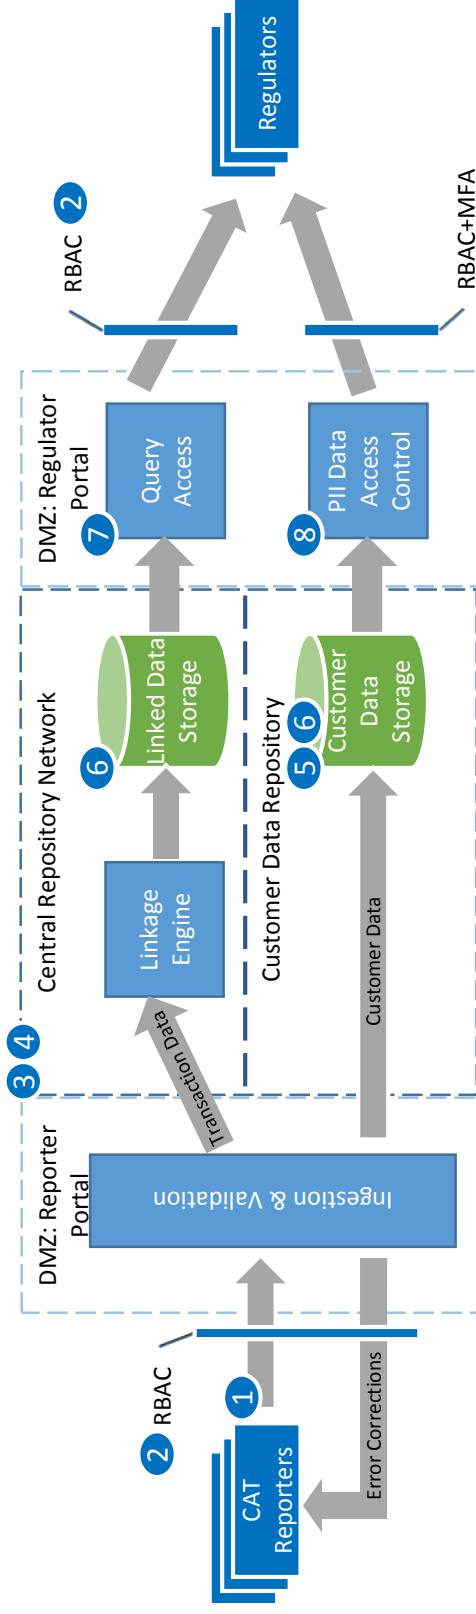 2
RBAC
1
CAT
Reporters
Error Corrections
DMZ: Reporter
Portal
Ingestion & Validation
3
4
Transaction Data
Customer Data
Central Repository Network
Linkage
Engine
6
Linked Data
Storage
Customer Data Repository
5
6
Customer
Data
Storage
DMZ: Regulator
Portal
7
Query
Access
8
PII Data
Access
Control
RBAC
2
RBAC+MFA
Regulators